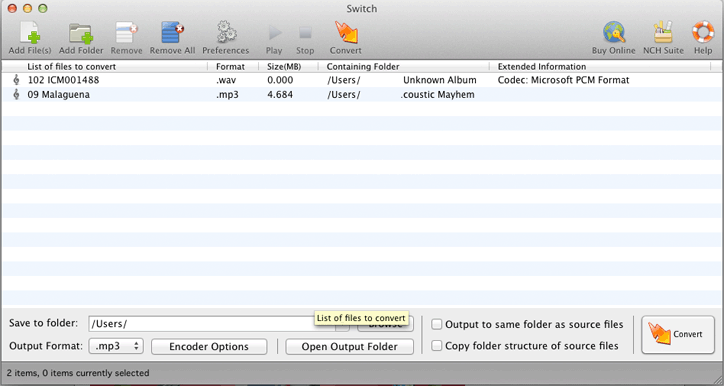 Switch
Add File(s) Add Folder Remove Remove All Preferences Play Stop Convert Buy Online NCH Suite Help
List of files to convert Format Size(MB) Containing Folder Extended Information
102 ICM001488 .wav 0.000 /Users/ Unknown Album Codec: Microsoft PCM Format
09 Malaguena .mp3 4.684 /Users/ .coustic Mayhem
List of files to convert
Save to folder: /Users/ Browse Output to same folder as source files
Output Format: .mp3 Encoder Options Open Output Folder Copy folder structure of source files
Convert
2 items, 0 items currently selected